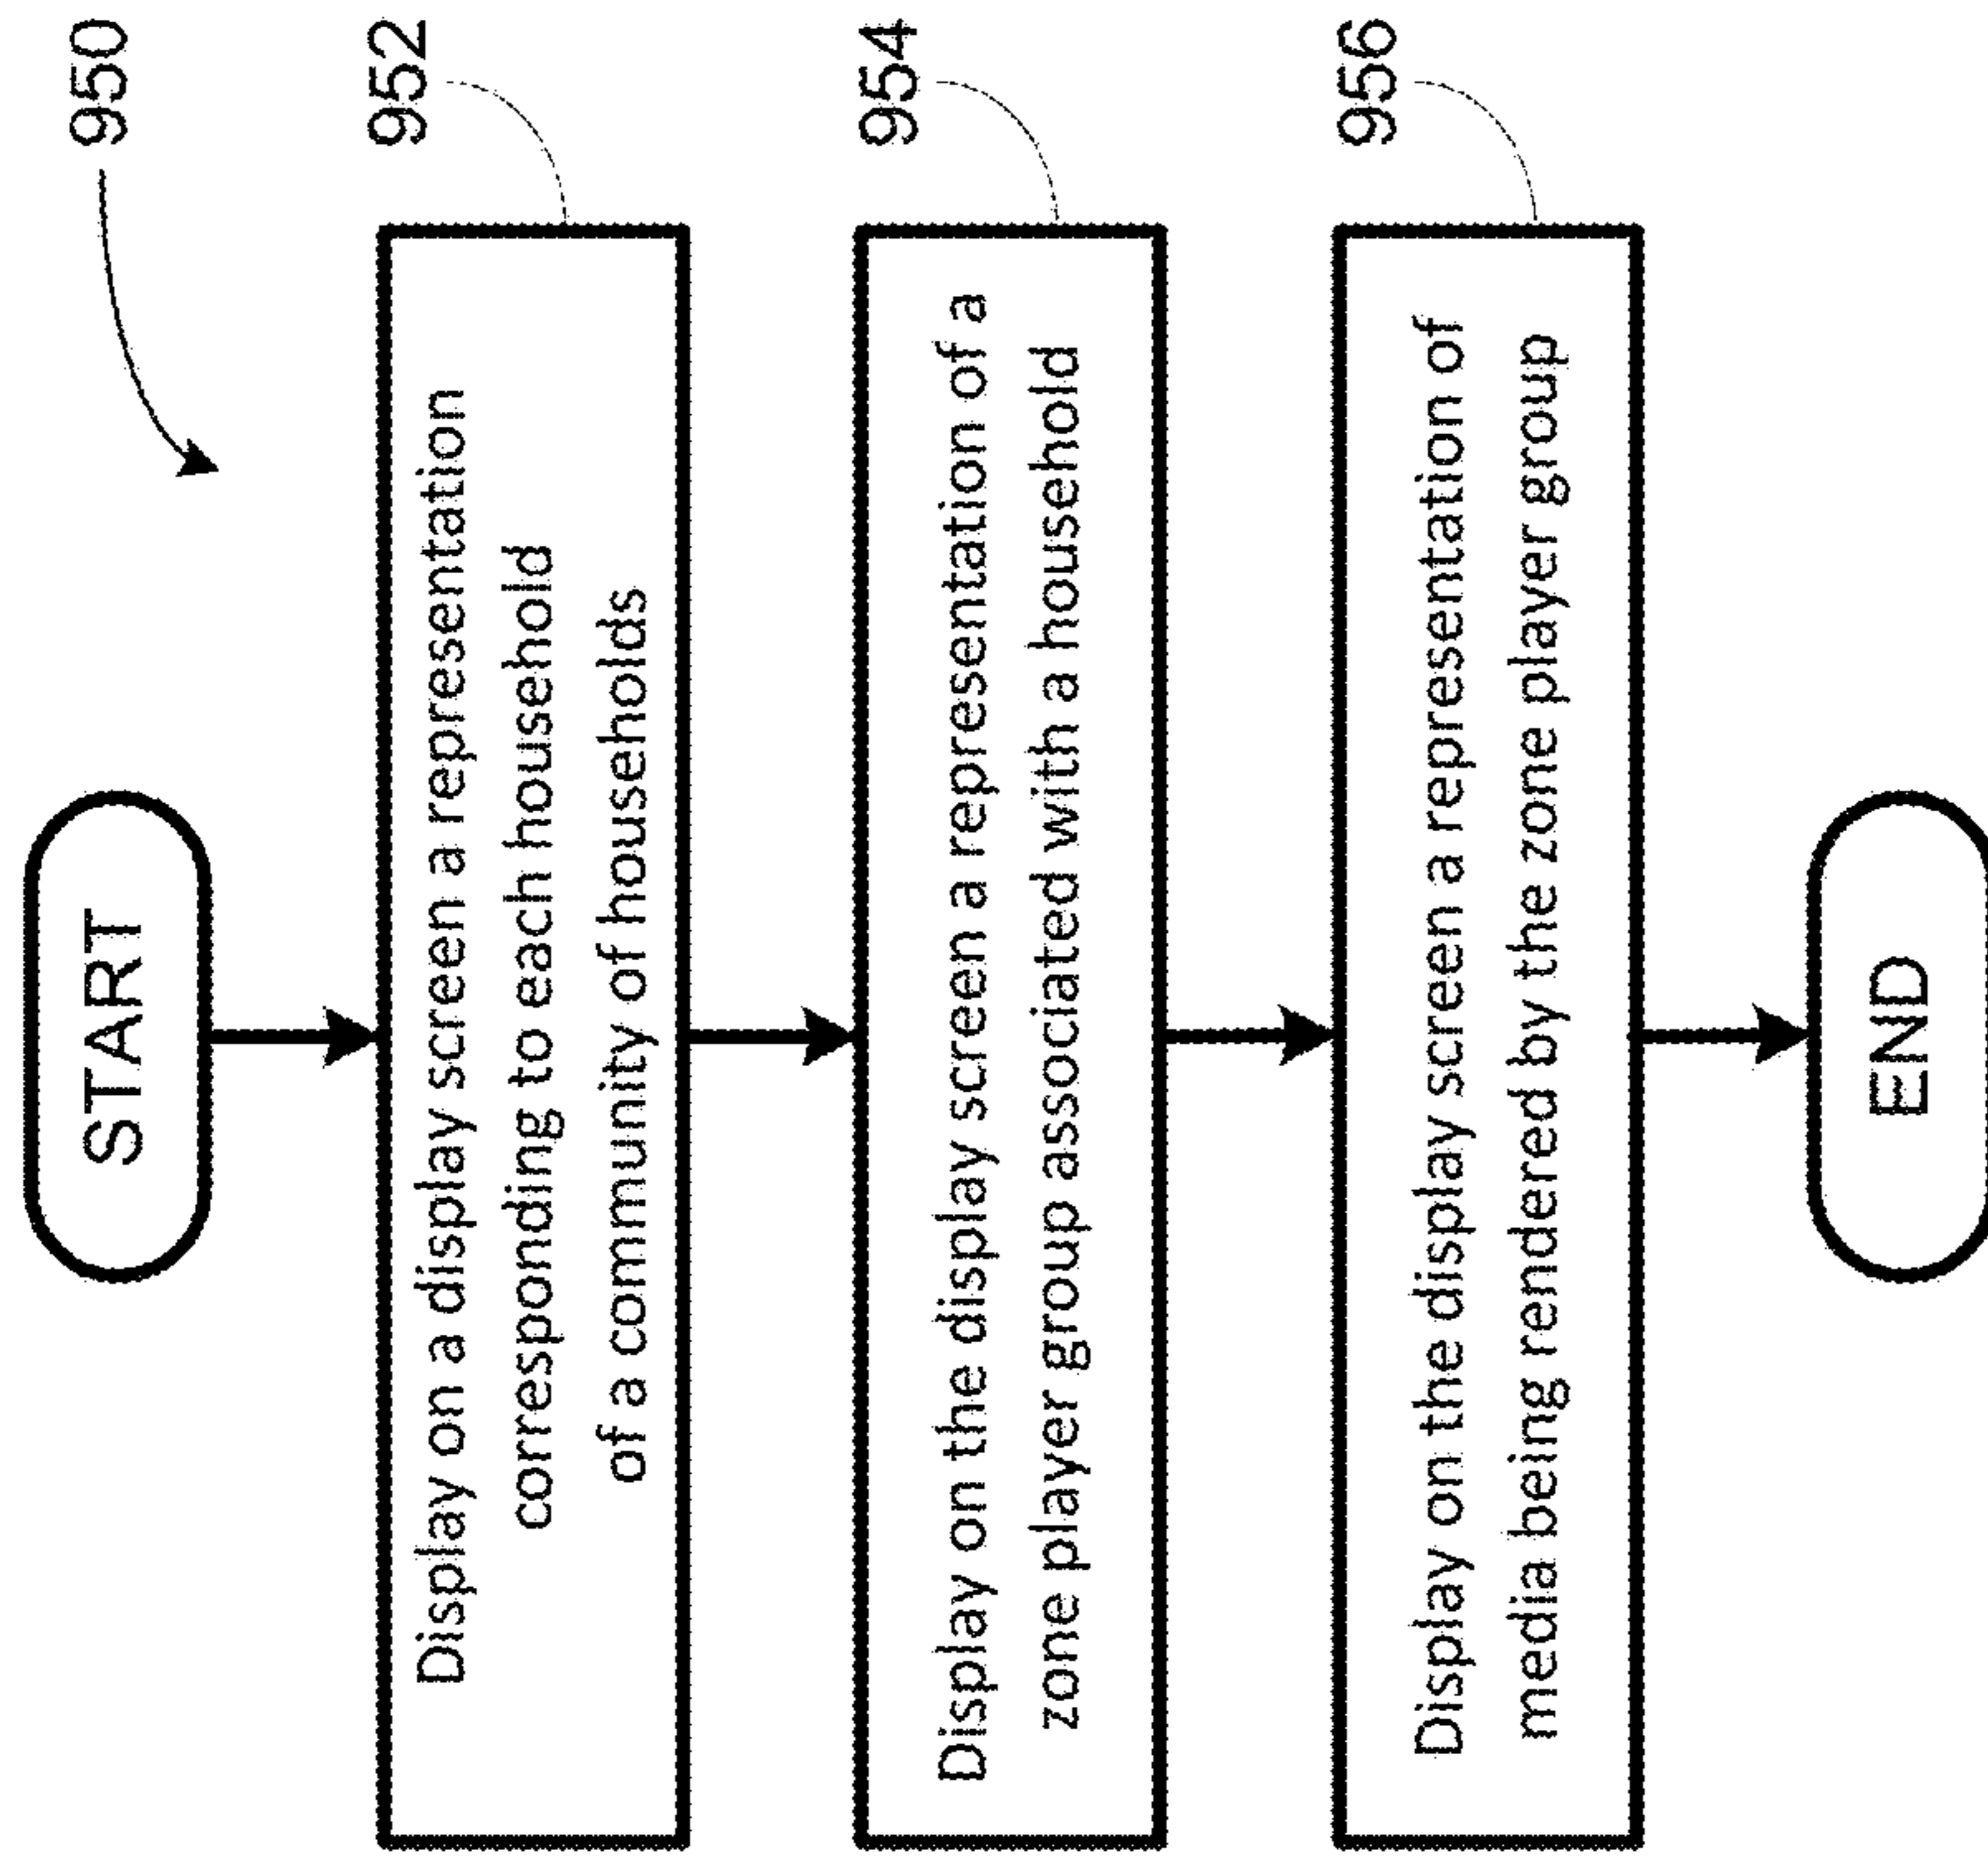 950
START
952
Display on a display screen a representation
corresponding to each household
of a community of households
954
Display on the display screen a representation of a
zone player group associated with a household
956
Display on the display screen a representation of
media being rendered by the zone player group
END